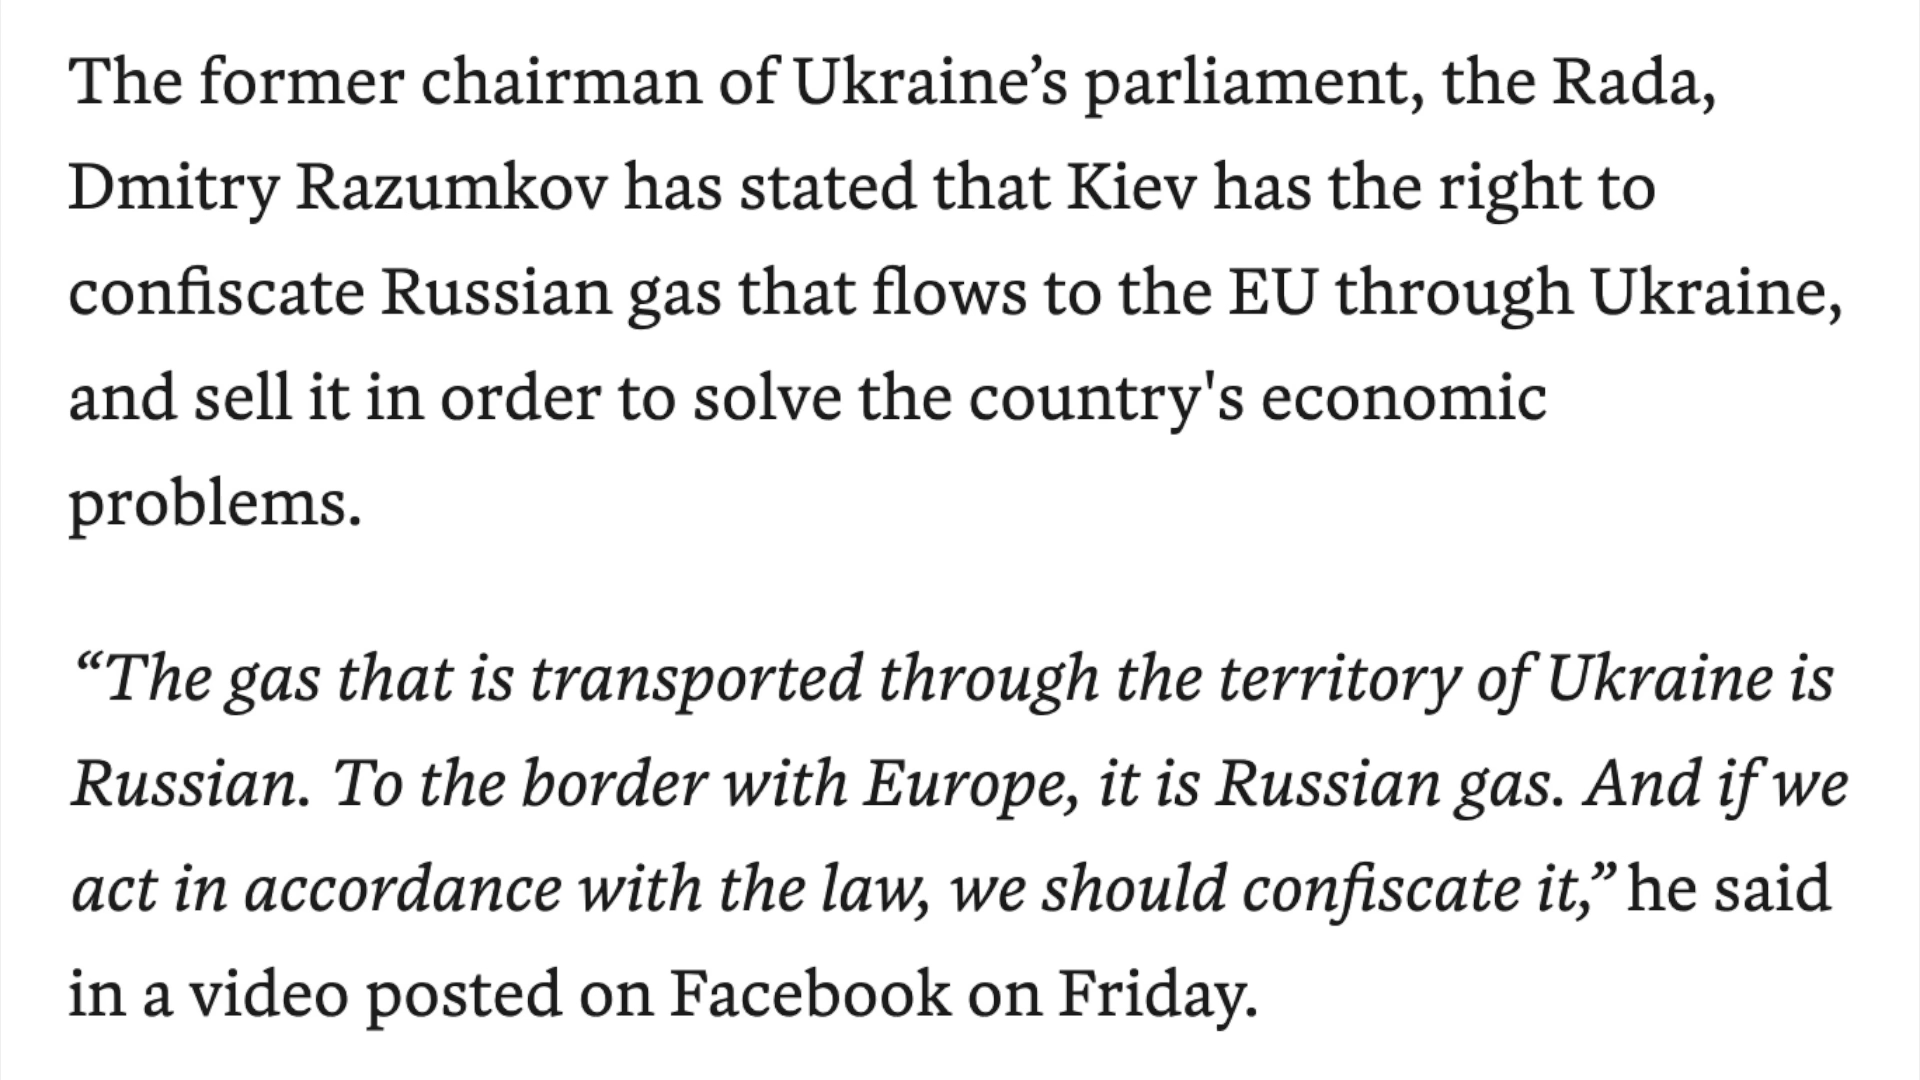 The former chairman of Ukraine’s parliament, the Rada,
Dmitry Razumkov has stated that Kiev has the right to
confiscate Russian gas that flows to the EU through Ukraine,
and sell it in order to solve the country's economic
problems.
“The gas that is transported through the territory of Ukraine is
Russian. To the border with Europe, it is Russian gas. And if we
act in accordance with the law, we should confiscate it,” he said
in a video posted on Facebook on Friday.